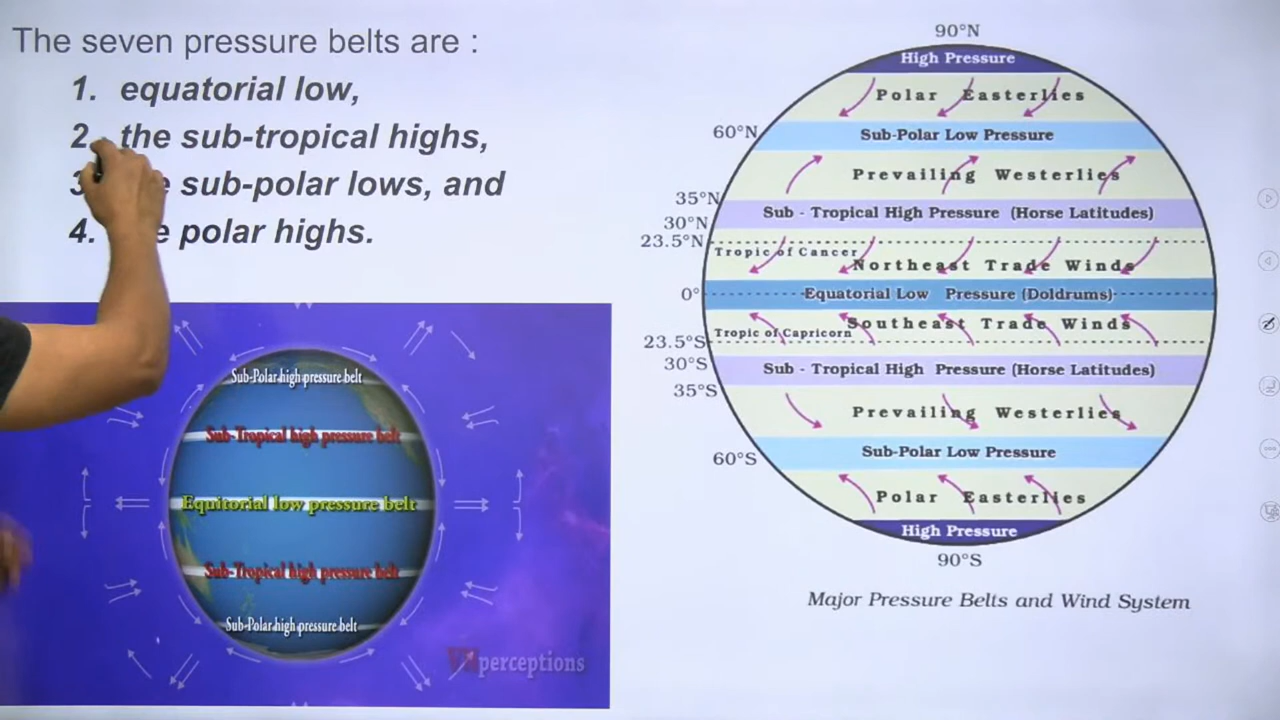 The seven pressure belts are :
1. equatorial low,
2. the sub-tropical highs,
sub-polar lows, and
4. polar highs.
Sub-Polar high pressure belt
Sub-Tropical high pressure belt
Equitorial low pressure belt
Sub-Tropical high pressure belt
Sub-Polar high pressure belt
perceptions
90°N
High Pressure
Polar Easterlies
60°N
Sub-Polar Low Pressure
Prevailing Westerlies
35°N
Sub - Tropical High Pressure (Horse Latitudes)
30°N
23.5°N
Tropic of Cancer
Northeast Trade Winds
0°
Equatorial Low Pressure (Doldrums)
Southeast Trade Winds
Tropic of Capricorn
23.5°S
30°S
Sub - Tropical High Pressure (Horse Latitudes)
35°S
Prevailing Westerlies
Sub-Polar Low Pressure
60°S
Polar Easterlies
High Pressure
90°S
Major Pressure Belts and Wind System